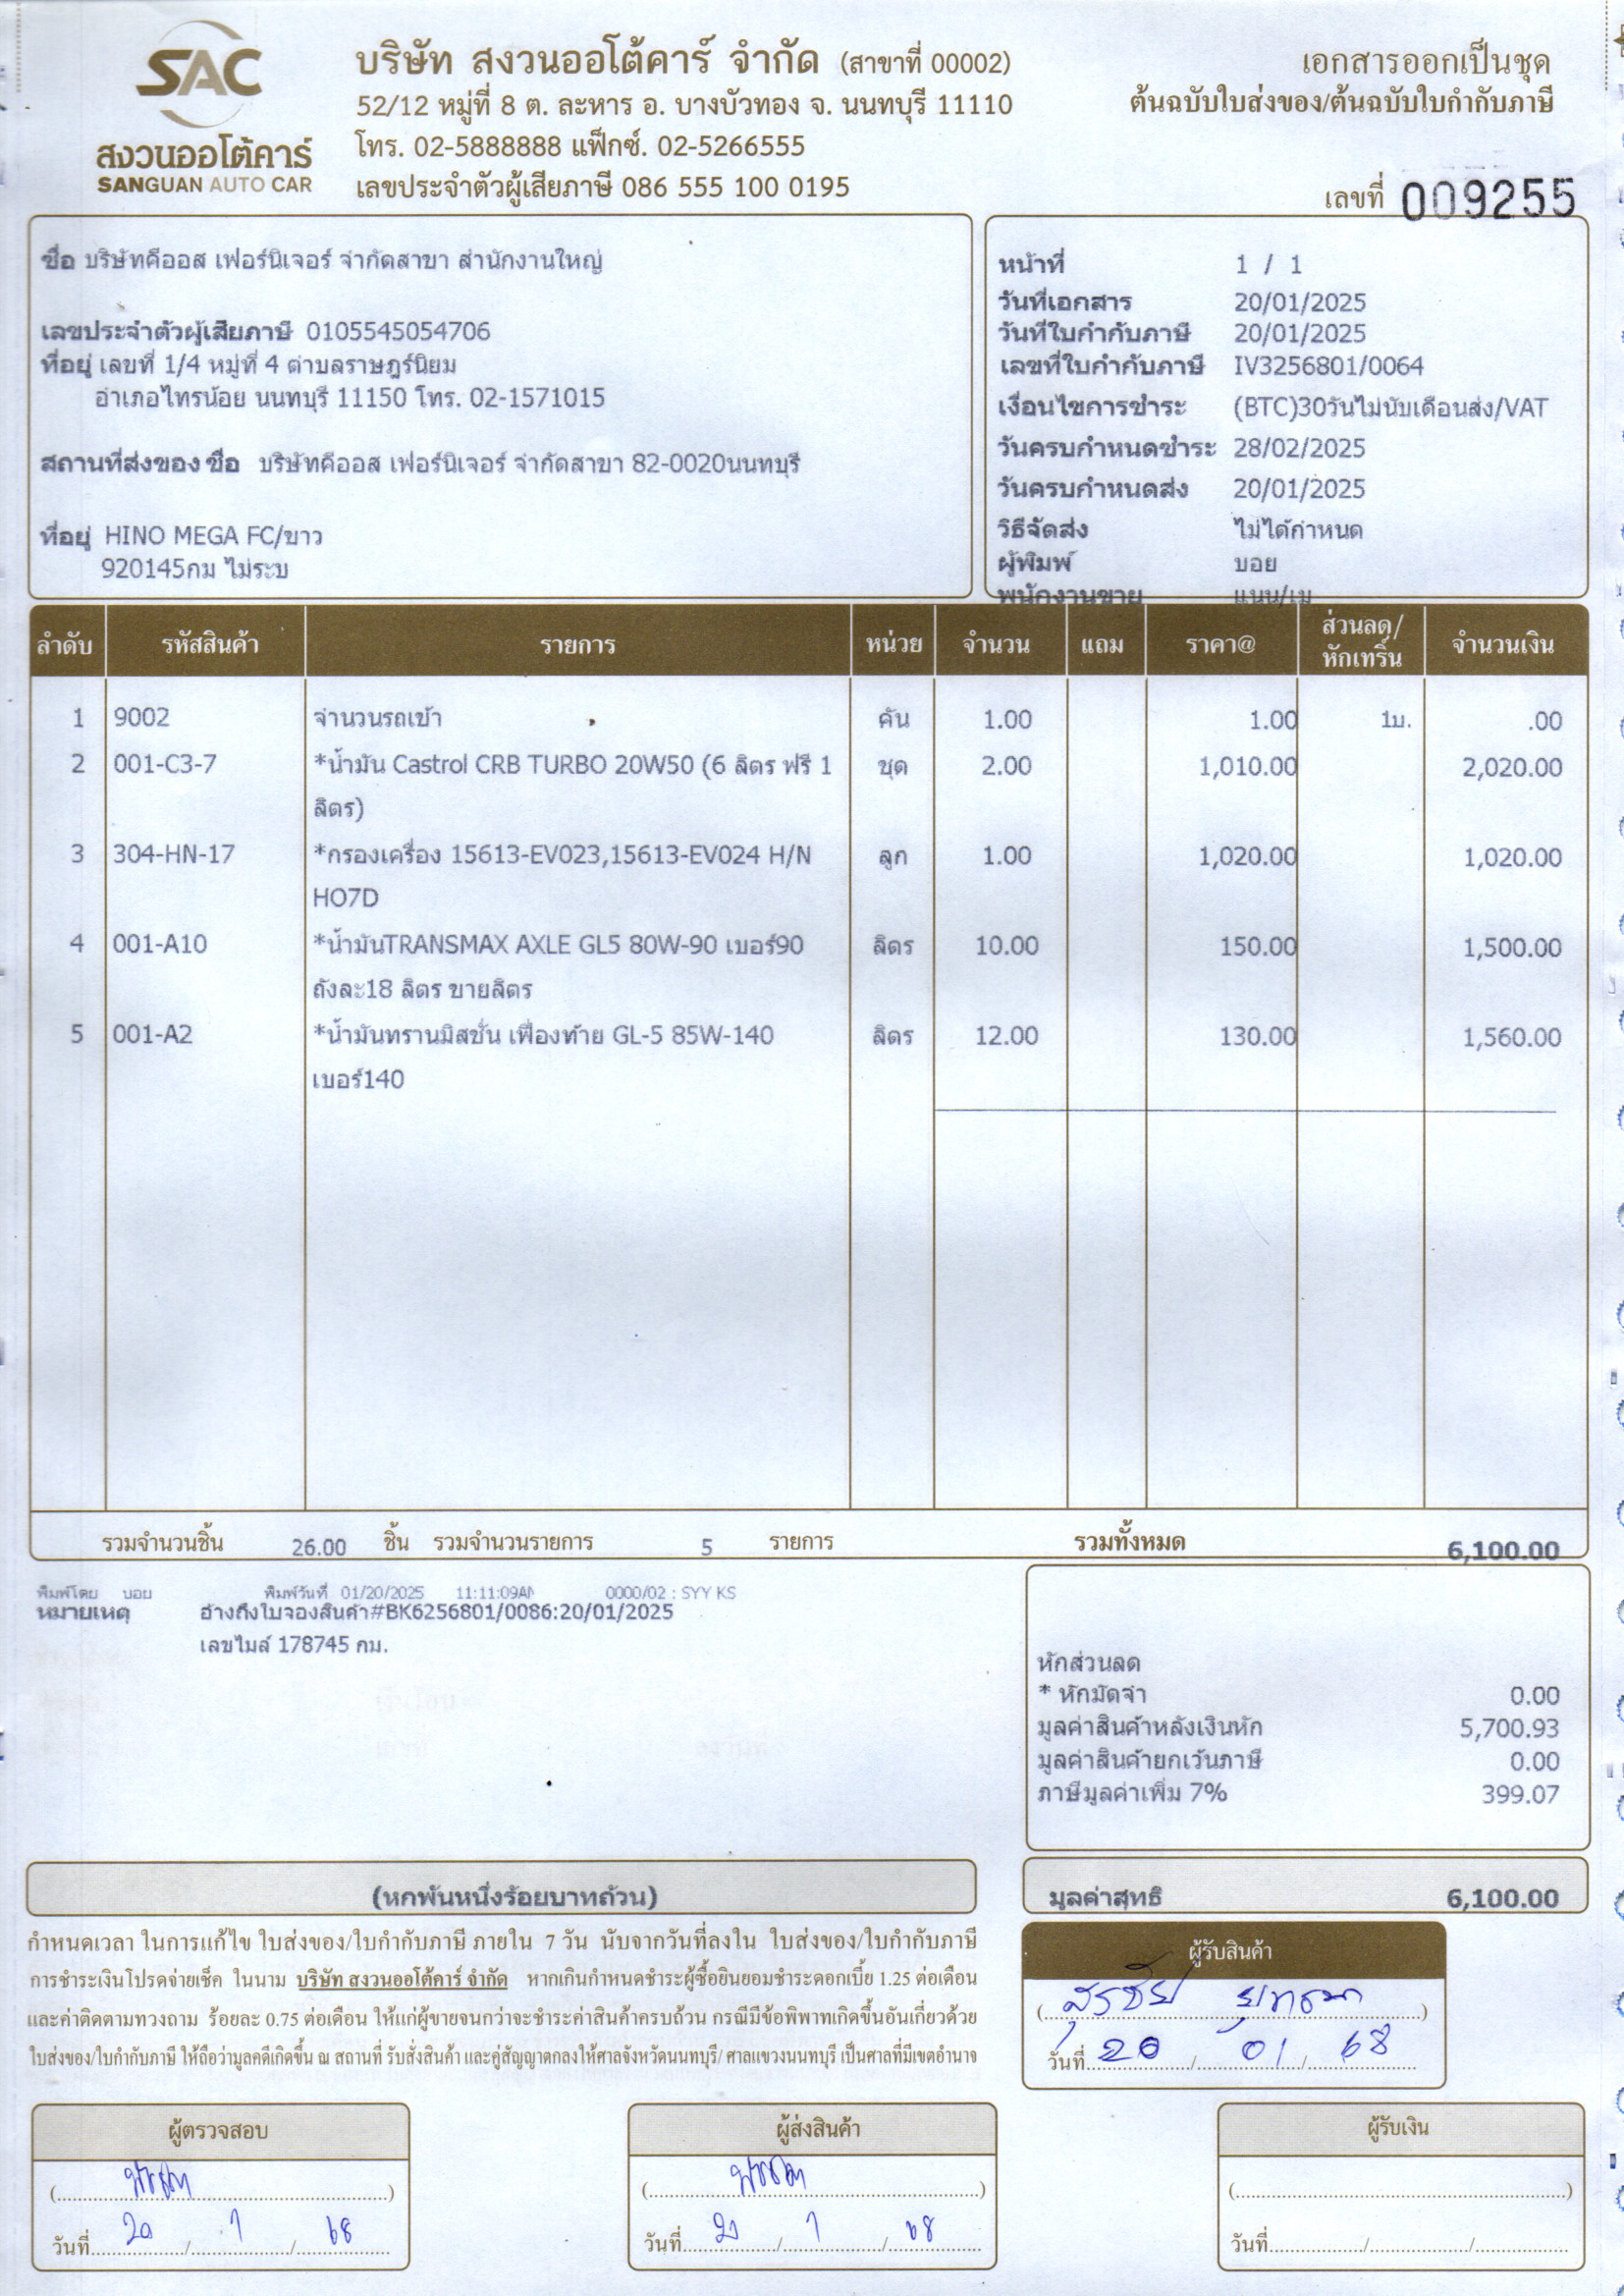 SAC
สงวนออโต้คาร์
SANGUAN AUTO CAR
บริษัท สงวนออโต้คาร์ จำกัด (สาขาที่ 00002)
52/12 หมู่ที่ 8 ต. ละหาร อ. บางบัวทอง จ. นนทบุรี 11110
โทร. 02-5888888 แฟ็กซ์. 02-5266555
เลขประจำตัวผู้เสียภาษี 086 555 100 0195
เอกสารออกเป็นชุด
ต้นฉบับใบส่งของ/ต้นฉบับใบกำกับภาษี
เลขที่ 009255
ชื่อ บริษัทคีออส เฟอร์นิเจอร์ จำกัดสาขา สำนักงานใหญ่
เลขประจำตัวผู้เสียภาษี 0105545054706
ที่อยู่ เลขที่ 1/4 หมู่ที่ 4 ตำบลราษฎร์นิยม
อำเภอไทรน้อย นนทบุรี 11150 โทร. 02-1571015
สถานที่ส่งของ ชื่อ บริษัทคีออส เฟอร์นิเจอร์ จำกัดสาขา 82-0020นนทบุรี
ที่อยู่ HINO MEGA FC/ขาว
920145กม ไม่ระบ
หน้าที่ 1 / 1
วันที่เอกสาร 20/01/2025
วันที่ใบกำกับภาษี 20/01/2025
เลขที่ใบกำกับภาษี IV3256801/0064
เงื่อนไขการชำระ (BTC)30วันไม่นับเดือนส่ง/VAT
วันครบกำหนดชำระ 28/02/2025
วันครบกำหนดส่ง 20/01/2025
วิธีจัดส่ง ไม่ได้กำหนด
ผู้พิมพ์ บอย
พนักงานขาย แนน/เม
ลำดับ รหัสสินค้า รายการ หน่วย จำนวน แถม ราคา@ ส่วนลด/หักเทริ์น จำนวนเงิน
1 9002 จำนวนรถเข้า คัน 1.00 1.00 1บ. .00
2 001-C3-7 *น้ำมัน Castrol CRB TURBO 20W50 (6 ลิตร ฟรี 1 ชุด 2.00 1,010.00 2,020.00
ลิตร)
3 304-HN-17 *กรองเครื่อง 15613-EV023,15613-EV024 H/N ลูก 1.00 1,020.00 1,020.00
HO7D
4 001-A10 *น้ำมันTRANSMAX AXLE GL5 80W-90 เบอร์90 ลิตร 10.00 150.00 1,500.00
ถังละ18 ลิตร ขายลิตร
5 001-A2 *น้ำมันทรานมิสชั่น เฟืองท้าย GL-5 85W-140 ลิตร 12.00 130.00 1,560.00
เบอร์140
รวมจำนวนชิ้น 26.00 ชิ้น รวมจำนวนรายการ 5 รายการ รวมทั้งหมด 6,100.00
พิมพ์โดย บอย พิมพ์วันที่ 01/20/2025 11:11:09AM 0000/02 : SYY KS
หมายเหตุ อ้างถึงใบจองสินค้า#BK6256801/0086:20/01/2025
เลขไมล์ 178745 กม.
หักส่วนลด
* หักมัดจำ 0.00
มูลค่าสินค้าหลังเงินหัก 5,700.93
มูลค่าสินค้ายกเว้นภาษี 0.00
ภาษีมูลค่าเพิ่ม 7% 399.07
(หกพันหนึ่งร้อยบาทถ้วน)
มูลค่าสุทธิ 6,100.00
กำหนดเวลา ในการแก้ไข ใบส่งของ/ใบกำกับภาษี ภายใน 7 วัน นับจากวันที่ลงใน ใบส่งของ/ใบกำกับภาษี
การชำระเงินโปรดจ่ายเช็ค ในนาม บริษัท สงวนออโต้คาร์ จำกัด หากเกินกำหนดชำระผู้ซื้อยินยอมชำระดอกเบี้ย 1.25 ต่อเดือน
และค่าติดตามทวงถาม ร้อยละ 0.75 ต่อเดือน ให้แก่ผู้ขายจนกว่าจะชำระค่าสินค้าครบถ้วน กรณีมีข้อพิพาทเกิดขึ้นอันเกี่ยวด้วย
ใบส่งของ/ใบกำกับภาษี ให้ถือว่ามูลคดีเกิดขึ้น ณ สถานที่ รับสั่งสินค้า และคู่สัญญาตกลงให้ศาลจังหวัดนนทบุรี/ ศาลแขวงนนทบุรี เป็นศาลที่มีเขตอำนาจ
ผู้รับสินค้า
(สุรชัย)
วันที่ 20 / 01 / 68
ผู้ตรวจสอบ
วันที่ 20 / 1 / 68
ผู้ส่งสินค้า
วันที่ 20 / 1 / 68
ผู้รับเงิน
(....................)
วันที่........../........../..........